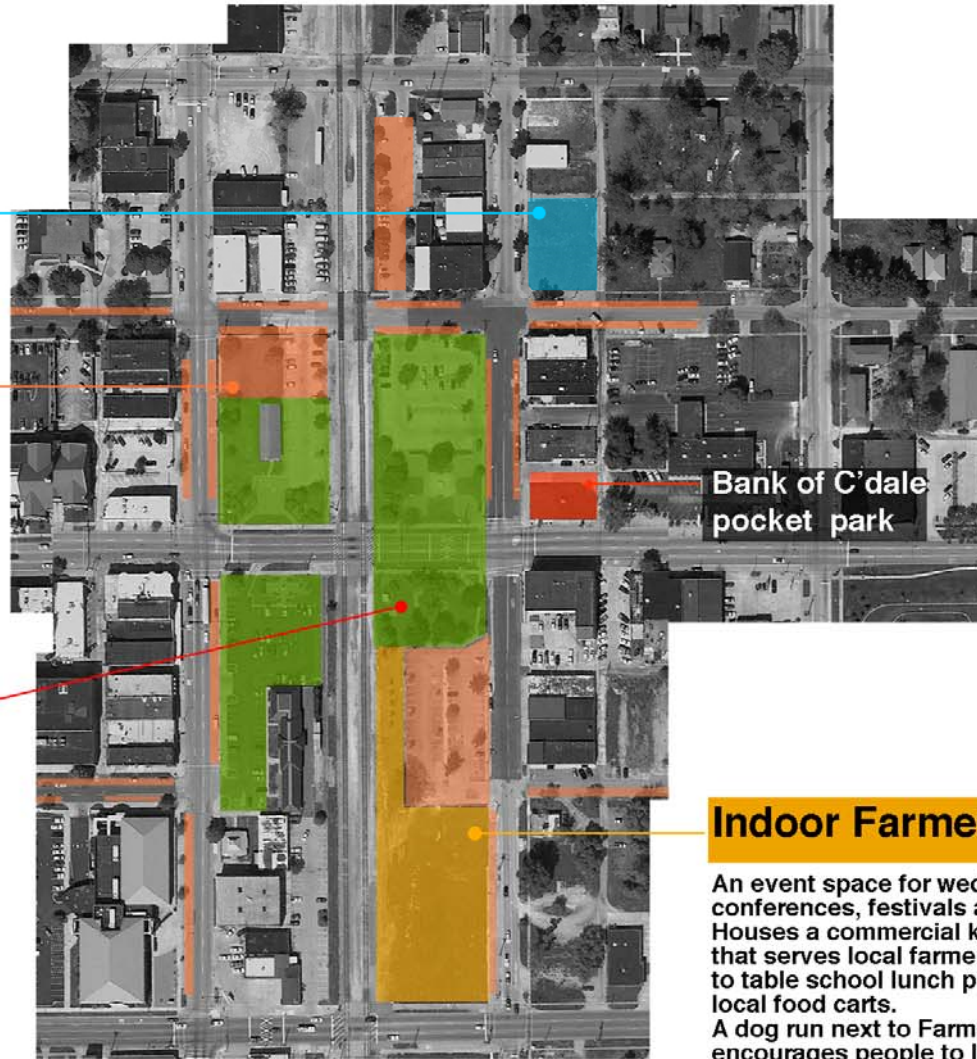 Bank of C'dale
pocket park
Indoor Farme
An event space for wed
conferences, festivals a
Houses a commercial k
that serves local farme
to table school lunch p
local food carts.
A dog run next to Farm
encourages people to